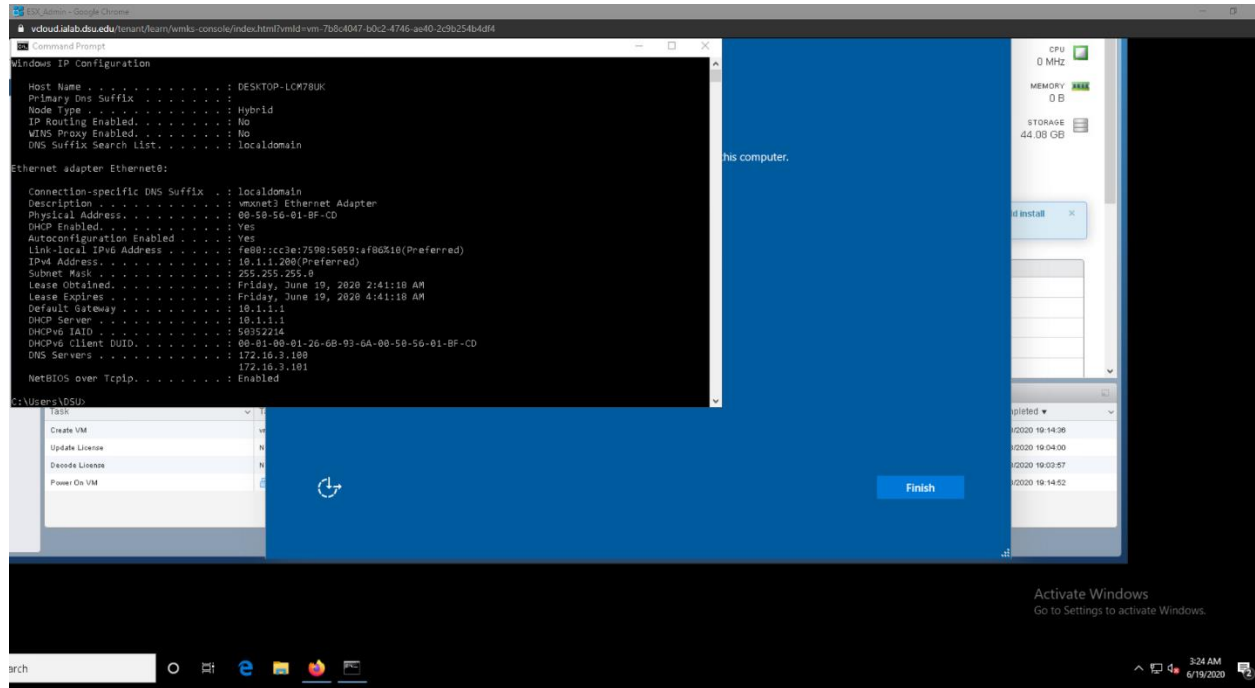 ESX_Admin - Google Chrome
vcloud.ialab.dsu.edu/tenant/learn/wmks-console/index.html?vmId=vm-7b8c4047-b0c2-4746-ae40-2c9b254b4df4
Command Prompt
Windows IP Configuration
Host Name . . . . . . . . . . . . : DESKTOP-LCM78UK
Primary Dns Suffix . . . . . . . :
Node Type . . . . . . . . . . . . : Hybrid
IP Routing Enabled. . . . . . . . : No
WINS Proxy Enabled. . . . . . . . : No
DNS Suffix Search List. . . . . . : localdomain
Ethernet adapter Ethernet0:
Connection-specific DNS Suffix . : localdomain
Description . . . . . . . . . . . : vmxnet3 Ethernet Adapter
Physical Address. . . . . . . . . : 00-50-56-01-BF-CD
DHCP Enabled. . . . . . . . . . . : Yes
Autoconfiguration Enabled . . . . : Yes
Link-local IPv6 Address . . . . . : fe80::cc3e:7598:5059:af86%10(Preferred)
IPv4 Address. . . . . . . . . . . : 10.1.1.200(Preferred)
Subnet Mask . . . . . . . . . . . : 255.255.255.0
Lease Obtained. . . . . . . . . . : Friday, June 19, 2020 2:41:18 AM
Lease Expires . . . . . . . . . . : Friday, June 19, 2020 4:41:18 AM
Default Gateway . . . . . . . . . : 10.1.1.1
DHCP Server . . . . . . . . . . . : 10.1.1.1
DHCPv6 IAID . . . . . . . . . . . : 50352214
DHCPv6 Client DUID. . . . . . . . : 00-01-00-01-26-6B-93-6A-00-50-56-01-BF-CD
DNS Servers . . . . . . . . . . . : 172.16.3.100
172.16.3.101
NetBIOS over Tcpip. . . . . . . . : Enabled
C:\Users\DSU>
CPU
0 MHz
MEMORY
0 B
STORAGE
44.08 GB
this computer.
d install
Task
Create VM
Update License
Decode License
Power On VM
mpleted
/2020 19:14:36
/2020 19:04:00
/2020 19:03:57
/2020 19:14:52
Finish
Activate Windows
Go to Settings to activate Windows.
arch
3:24 AM
6/19/2020
2